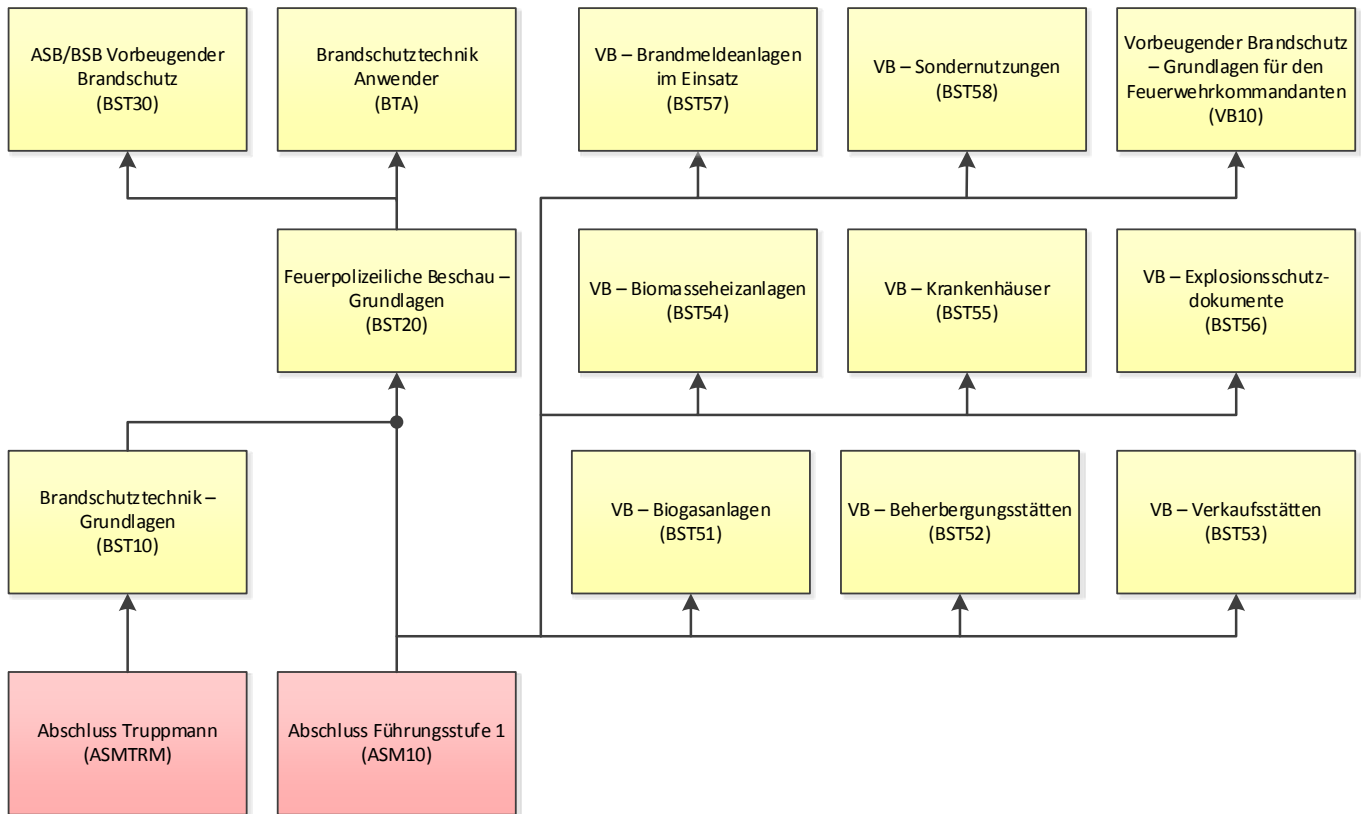 ASB/BSB Vorbeugender
Brandschutz
(BST30)
Brandschutztechnik
Anwender
(BTA)
VB – Brandmeldeanlagen
im Einsatz
(BST57)
VB – Sondernutzungen
(BST58)
Vorbeugender Brandschutz
– Grundlagen für den
Feuerwehrkommandanten
(VB10)
Feuerpolizeiliche Beschau –
Grundlagen
(BST20)
VB – Biomasseheizanlagen
(BST54)
VB – Krankenhäuser
(BST55)
VB – Explosionsschutz-
dokumente
(BST56)
Brandschutztechnik –
Grundlagen
(BST10)
VB – Biogasanlagen
(BST51)
VB – Beherbergungsstätten
(BST52)
VB – Verkaufsstätten
(BST53)
Abschluss Truppmann
(ASMTRM)
Abschluss Führungsstufe 1
(ASM10)